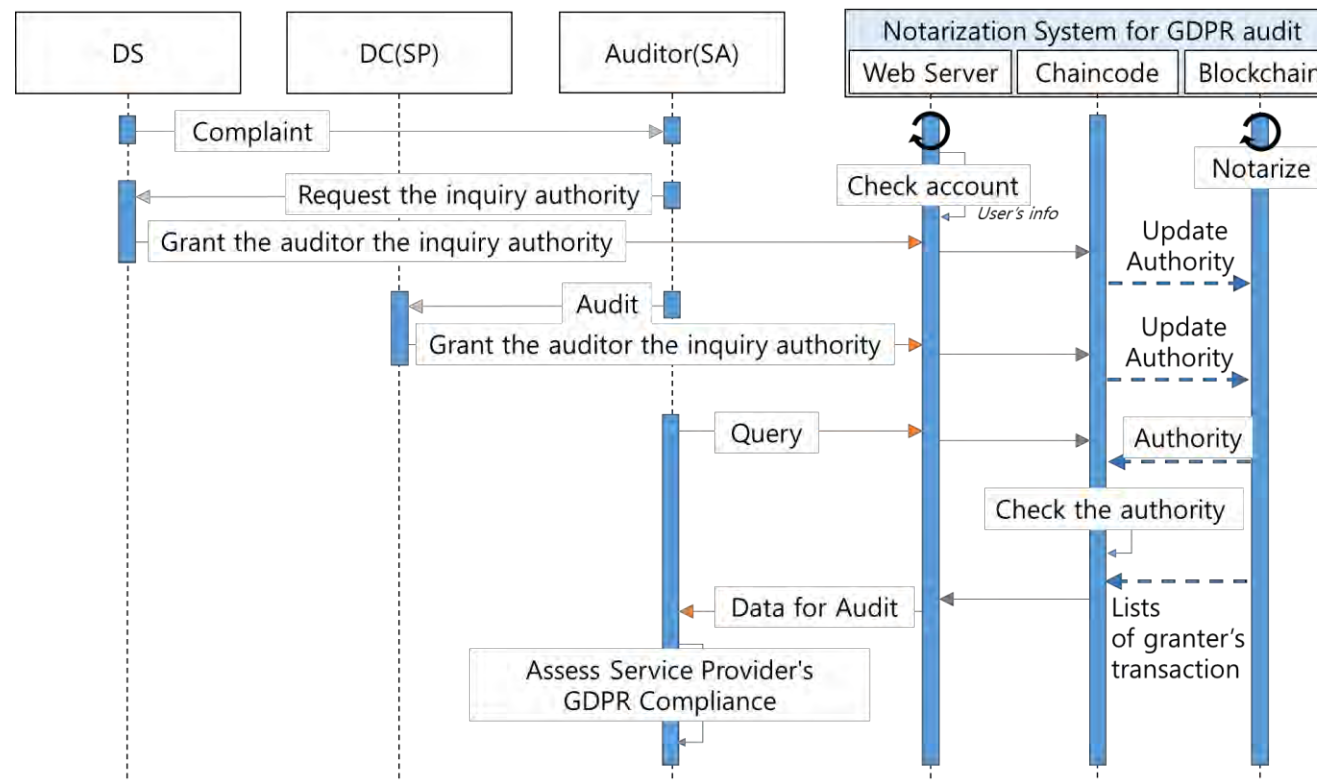 DS
DC(SP)
Auditor(SA)
Notarization System for GDPR audit
Web Server
Chaincode
Blockchain
Complaint
Notarize
Check account
User's info
Request the inquiry authority
Grant the auditor the inquiry authority
Update
Authority
Audit
Grant the auditor the inquiry authority
Update
Authority
Query
Authority
Check the authority
Data for Audit
Lists
of granter's
transaction
Assess Service Provider's
GDPR Compliance